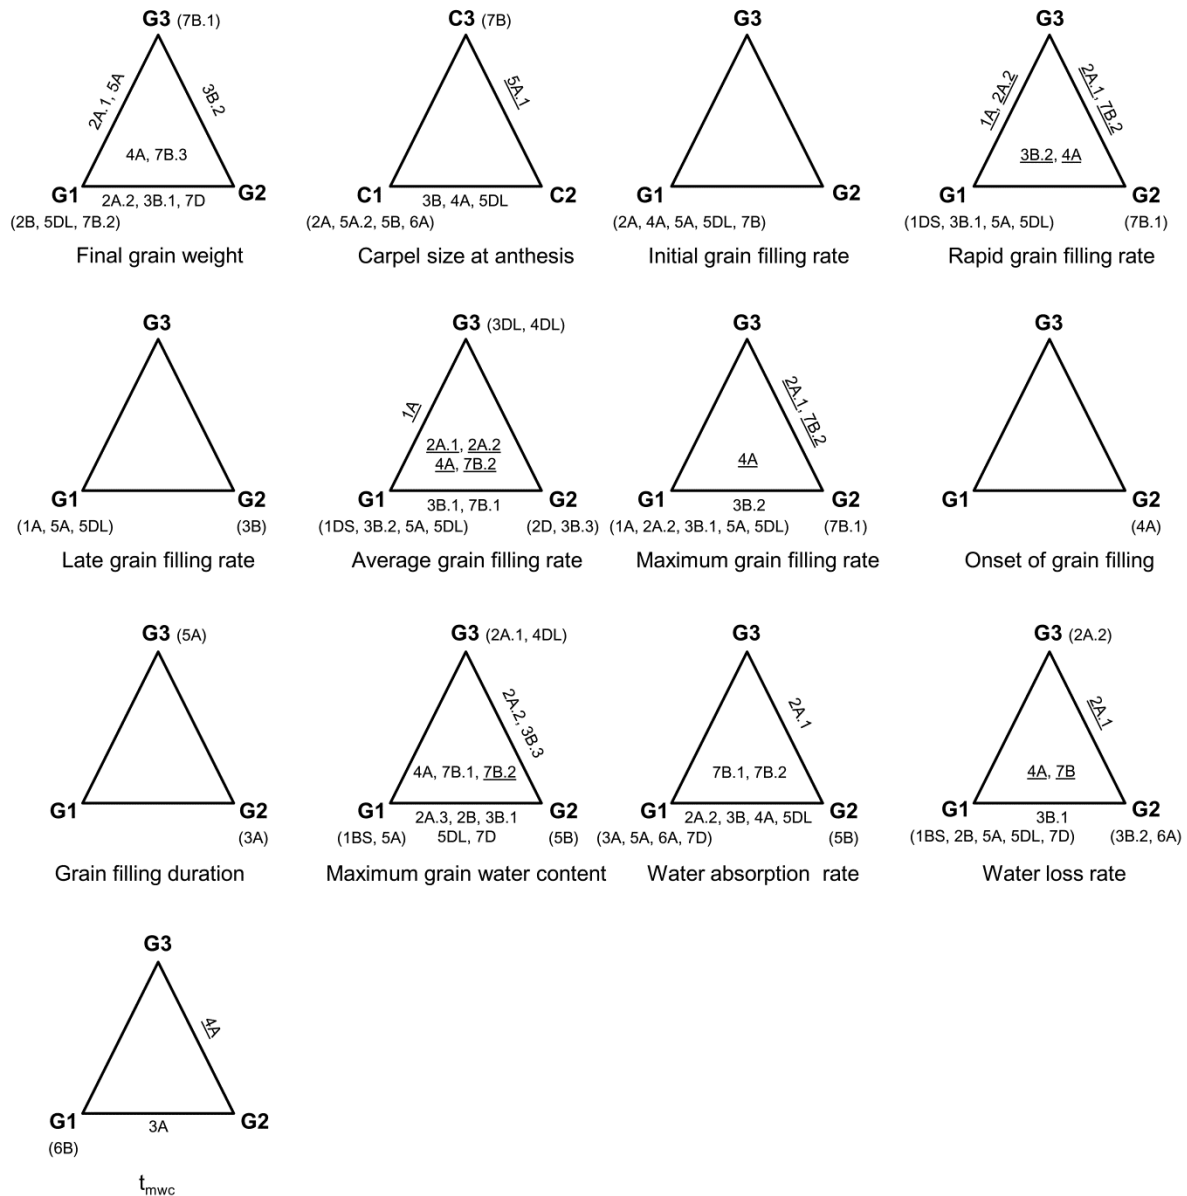 G3 (7B.1)
2A.1, 5A
3B.2
4A, 7B.3
G1
2A.2, 3B.1, 7D
G2
(2B, 5DL, 7B.2)
Final grain weight
C3 (7B)
5A.1
C1
3B, 4A, 5DL
C2
(2A, 5A.2, 5B, 6A)
Carpel size at anthesis
G3
G1
G2
(2A, 4A, 5A, 5DL, 7B)
Initial grain filling rate
G3
1A, 2A.2
2A.1, 7B.2
3B.2, 4A
G1
G2
(1DS, 3B.1, 5A, 5DL)
(7B.1)
Rapid grain filling rate
G3
G1
G2
(1A, 5A, 5DL)
(3B)
Late grain filling rate
G3 (3DL, 4DL)
1A
2A.1, 2A.2
4A, 7B.2
G1
3B.1, 7B.1
G2
(1DS, 3B.2, 5A, 5DL)
(2D, 3B.3)
Average grain filling rate
G3
2A.1, 7B.2
4A
G1
3B.2
G2
(1A, 2A.2, 3B.1, 5A, 5DL)
(7B.1)
Maximum grain filling rate
G3
G1
G2
(4A)
Onset of grain filling
G3 (5A)
G1
G2
(3A)
Grain filling duration
G3 (2A.1, 4DL)
2A.2, 3B.3
4A, 7B.1, 7B.2
G1
2A.3, 2B, 3B.1
G2
(1BS, 5A)
5DL, 7D
(5B)
Maximum grain water content
G3
2A.1
7B.1, 7B.2
G1
2A.2, 3B, 4A, 5DL
G2
(3A, 5A, 6A, 7D)
(5B)
Water absorption rate
G3 (2A.2)
2A.1
4A, 7B
G1
3B.1
G2
(1BS, 2B, 5A, 5DL, 7D)
(3B.2, 6A)
Water loss rate
G3
4A
G1
3A
G2
(6B)
tmwc